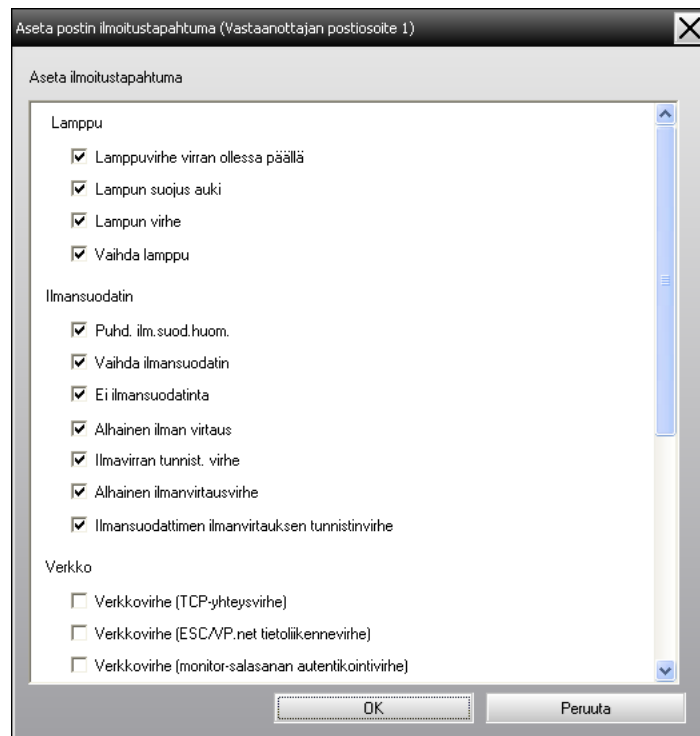 Aseta postin ilmoitustapahtuma (Vastaanottajan postiosoite 1)
Aseta ilmoitustapahtuma
Lamppu
Lamppuvirhe virran ollessa päällä
Lampun suojus auki
Lampun virhe
Vaihda lamppu
Ilmansuodatin
Puhd. ilm.suod.huom.
Vaihda ilmansuodatin
Ei ilmansuodatinta
Alhainen ilman virtaus
Ilmavirran tunnist. virhe
Alhainen ilmanvirtausvirhe
Ilmansuodattimen ilmanvirtauksen tunnistinvirhe
Verkko
Verkkovirhe (TCP-yhteysvirhe)
Verkkovirhe (ESC/VP.net tietoliikennevirhe)
Verkkovirhe (monitor-salasanan autentikointivirhe)
OK Peruuta